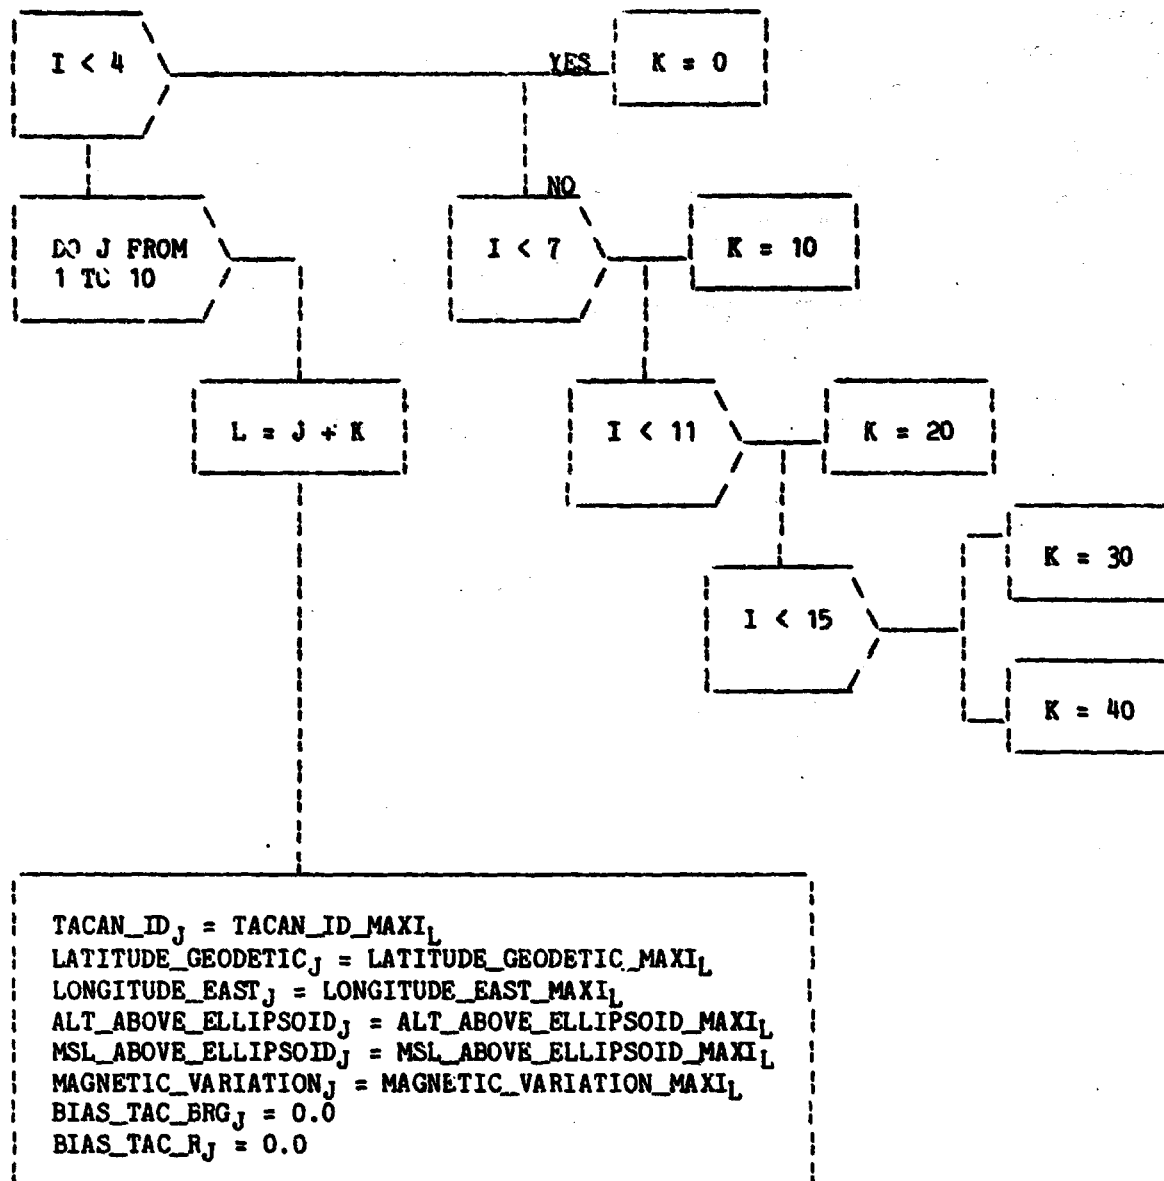 I < 4
YES
K = 0
NO
DO J FROM
1 TO 10
I < 7
K = 10
L = J + K
I < 11
K = 20
I < 15
K = 30
K = 40
TACAN_ID_J = TACAN_ID_MAXI_L
LATITUDE_GEODETIC_J = LATITUDE_GEODETIC_MAXI_L
LONGITUDE_EAST_J = LONGITUDE_EAST_MAXI_L
ALT_ABOVE_ELLIPSOID_J = ALT_ABOVE_ELLIPSOID_MAXI_L
MSL_ABOVE_ELLIPSOID_J = MSL_ABOVE_ELLIPSOID_MAXI_L
MAGNETIC_VARIATION_J = MAGNETIC_VARIATION_MAXI_L
BIAS_TAC_BRG_J = 0.0
BIAS_TAC_R_J = 0.0